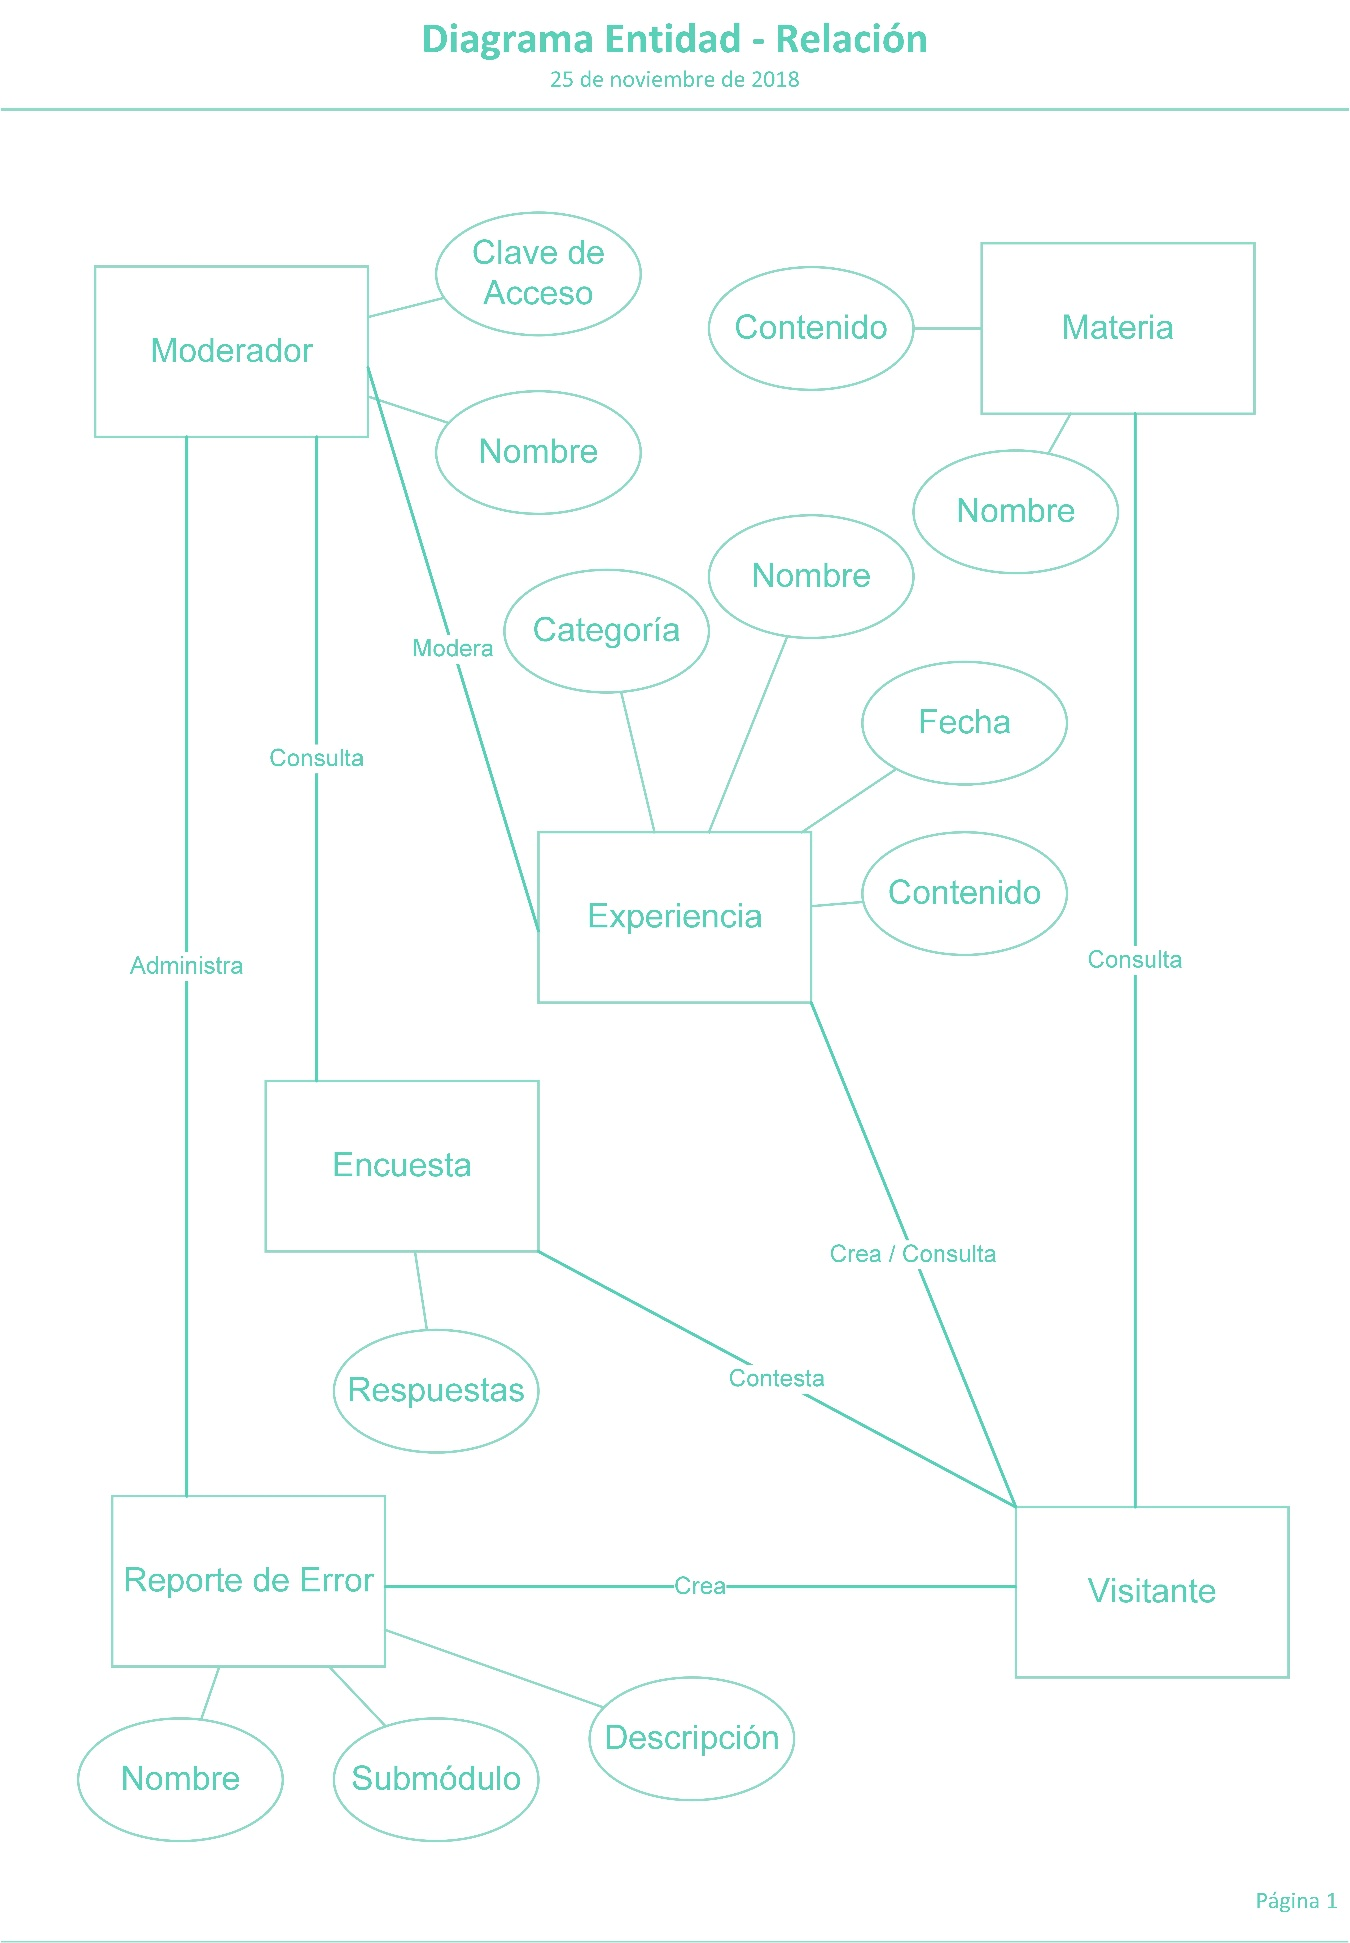 Diagrama Entidad - Relación
25 de noviembre de 2018
Clave de
Acceso
Moderador
Contenido
Materia
Nombre
Nombre
Nombre
Categoría
Modera
Fecha
Consulta
Contenido
Experiencia
Administra
Consulta
Encuesta
Crea / Consulta
Contesta
Respuestas
Reporte de Error
Crea
Visitante
Descripción
Nombre
Submódulo
Página 1